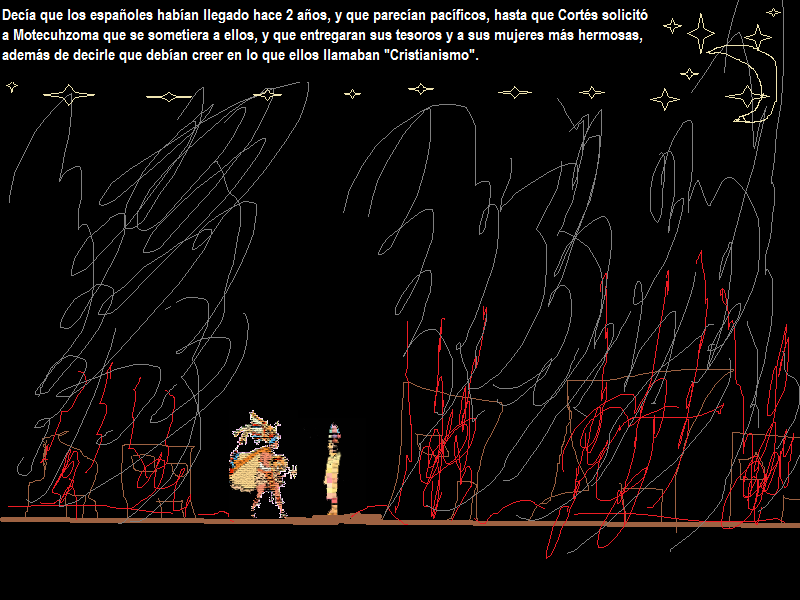 Decía que los españoles habían llegado hace 2 años, y que parecían pacíficos, hasta que Cortés solicitó
a Motecuhzoma que se sometiera a ellos, y que entregaran sus tesoros y a sus mujeres más hermosas,
además de decirle que debían creer en lo que ellos llamaban "Cristianismo".